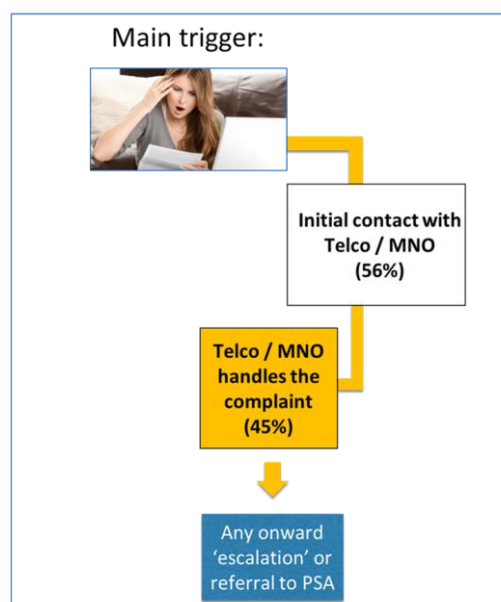 Main trigger:
Initial contact with
Telco / MNO
(56%)
Telco / MNO
handles the
complaint
(45%)
Any onward
‘escalation’ or
referral to PSA